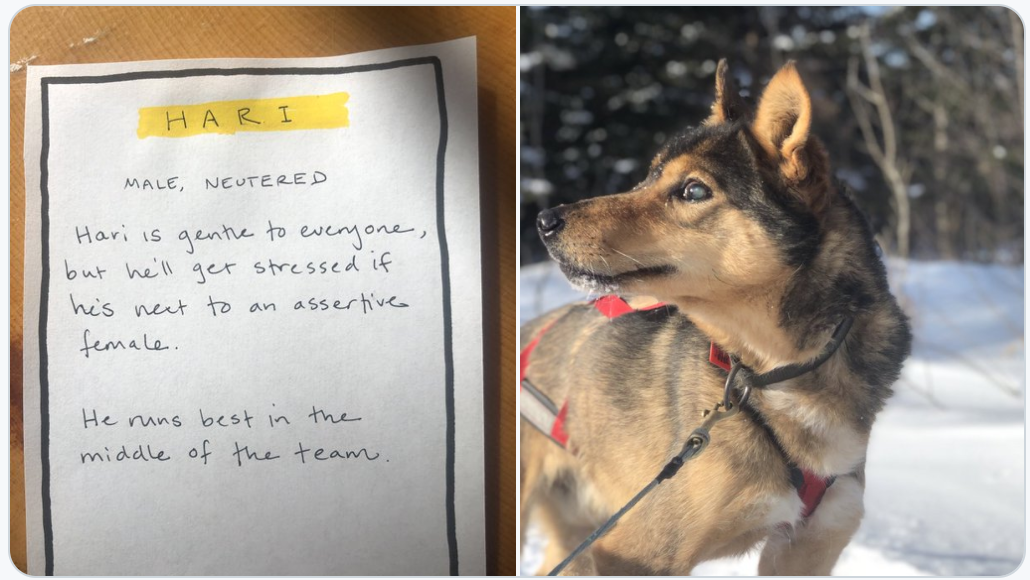 HARI
MALE, NEUTERED
Hari is gentle to everyone,
but he'll get stressed if
he's next to an assertive
female.
He runs best in the
middle of the team.